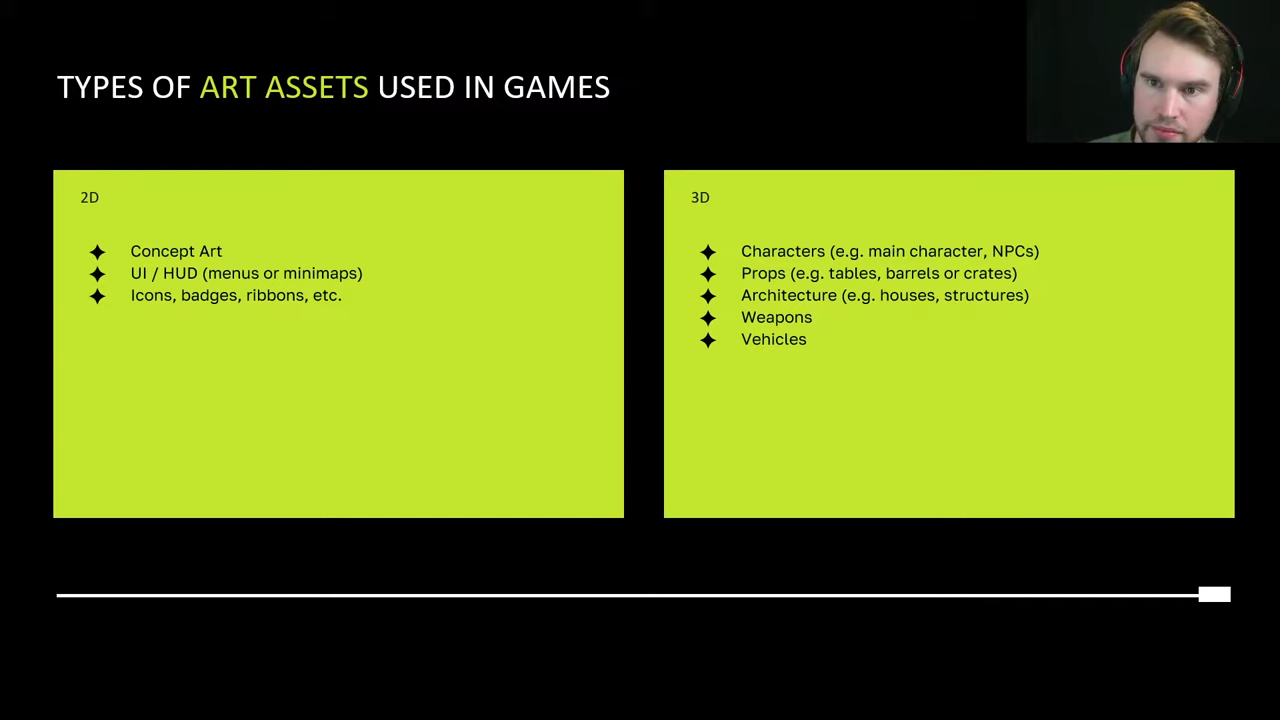 TYPES OF ART ASSETS USED IN GAMES
2D
Concept Art
UI / HUD (menus or minimaps)
Icons, badges, ribbons, etc.
3D
Characters (e.g. main character, NPCs)
Props (e.g. tables, barrels or crates)
Architecture (e.g. houses, structures)
Weapons
Vehicles